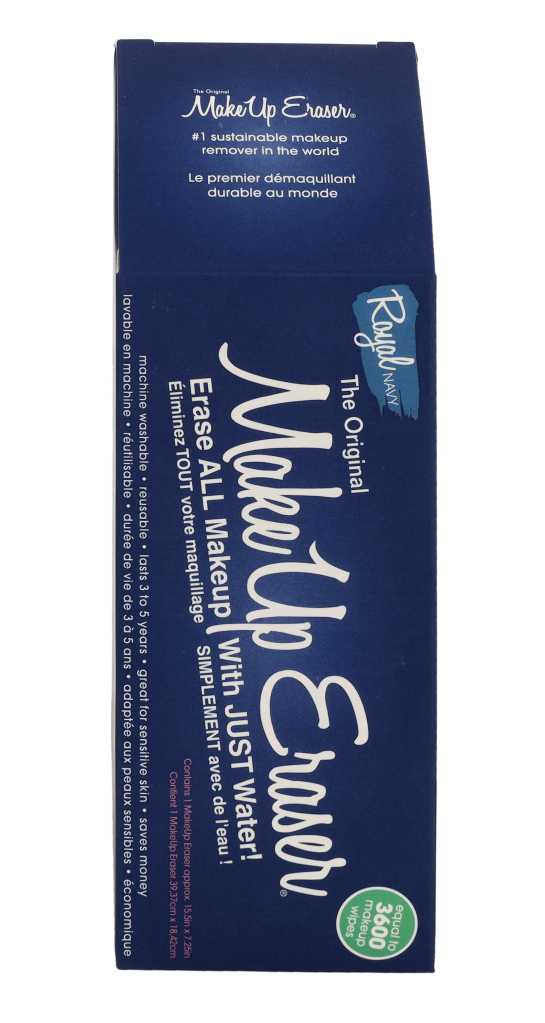 The Original
MakeUp Eraser®
#1 sustainable makeup
remover in the world
Le premier démaquillant
durable au monde
Royal NAVY
The Original
MakeUp Eraser®
Erase ALL Makeup With JUST Water!
Éliminez TOUT votre maquillage SIMPLEMENT avec de l'eau !
equal to
3600
makeup
wipes
Contains 1 MakeUp Eraser approx. 15.5in x 7.25in
Contient 1 MakeUp Eraser 39.37cm x 18.42cm
machine washable • reusable • lasts 3 to 5 years • great for sensitive skin • saves money
lavable en machine • réutilisable • durée de vie de 3 à 5 ans • adaptée aux peaux sensibles • économique